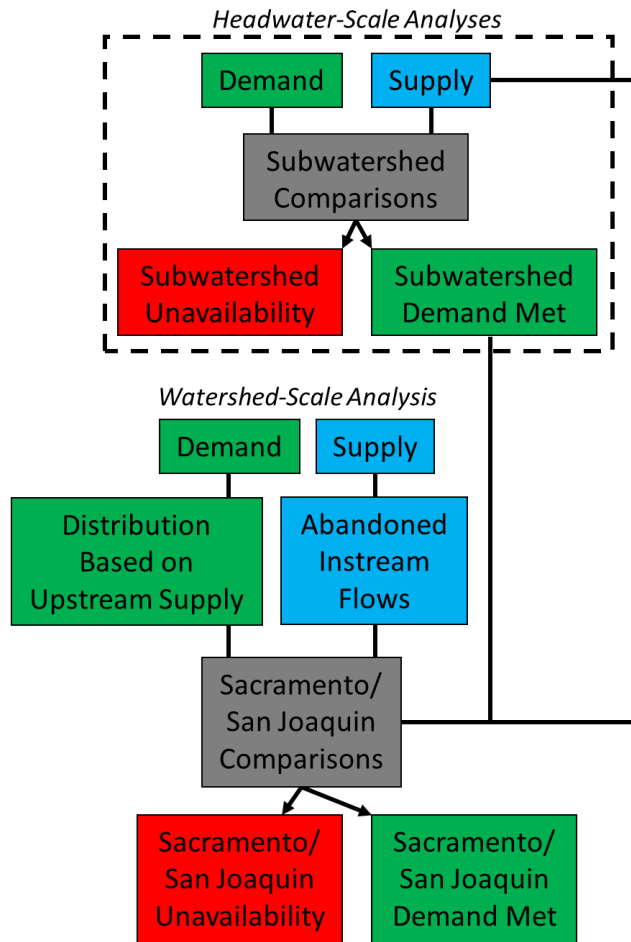 Headwater-Scale Analyses
Demand
Supply
Subwatershed
Comparisons
Subwatershed
Unavailability
Subwatershed
Demand Met
Watershed-Scale Analysis
Demand
Supply
Distribution
Based on
Upstream Supply
Abandoned
Instream
Flows
Sacramento/
San Joaquin
Comparisons
Sacramento/
San Joaquin
Unavailability
Sacramento/
San Joaquin
Demand Met